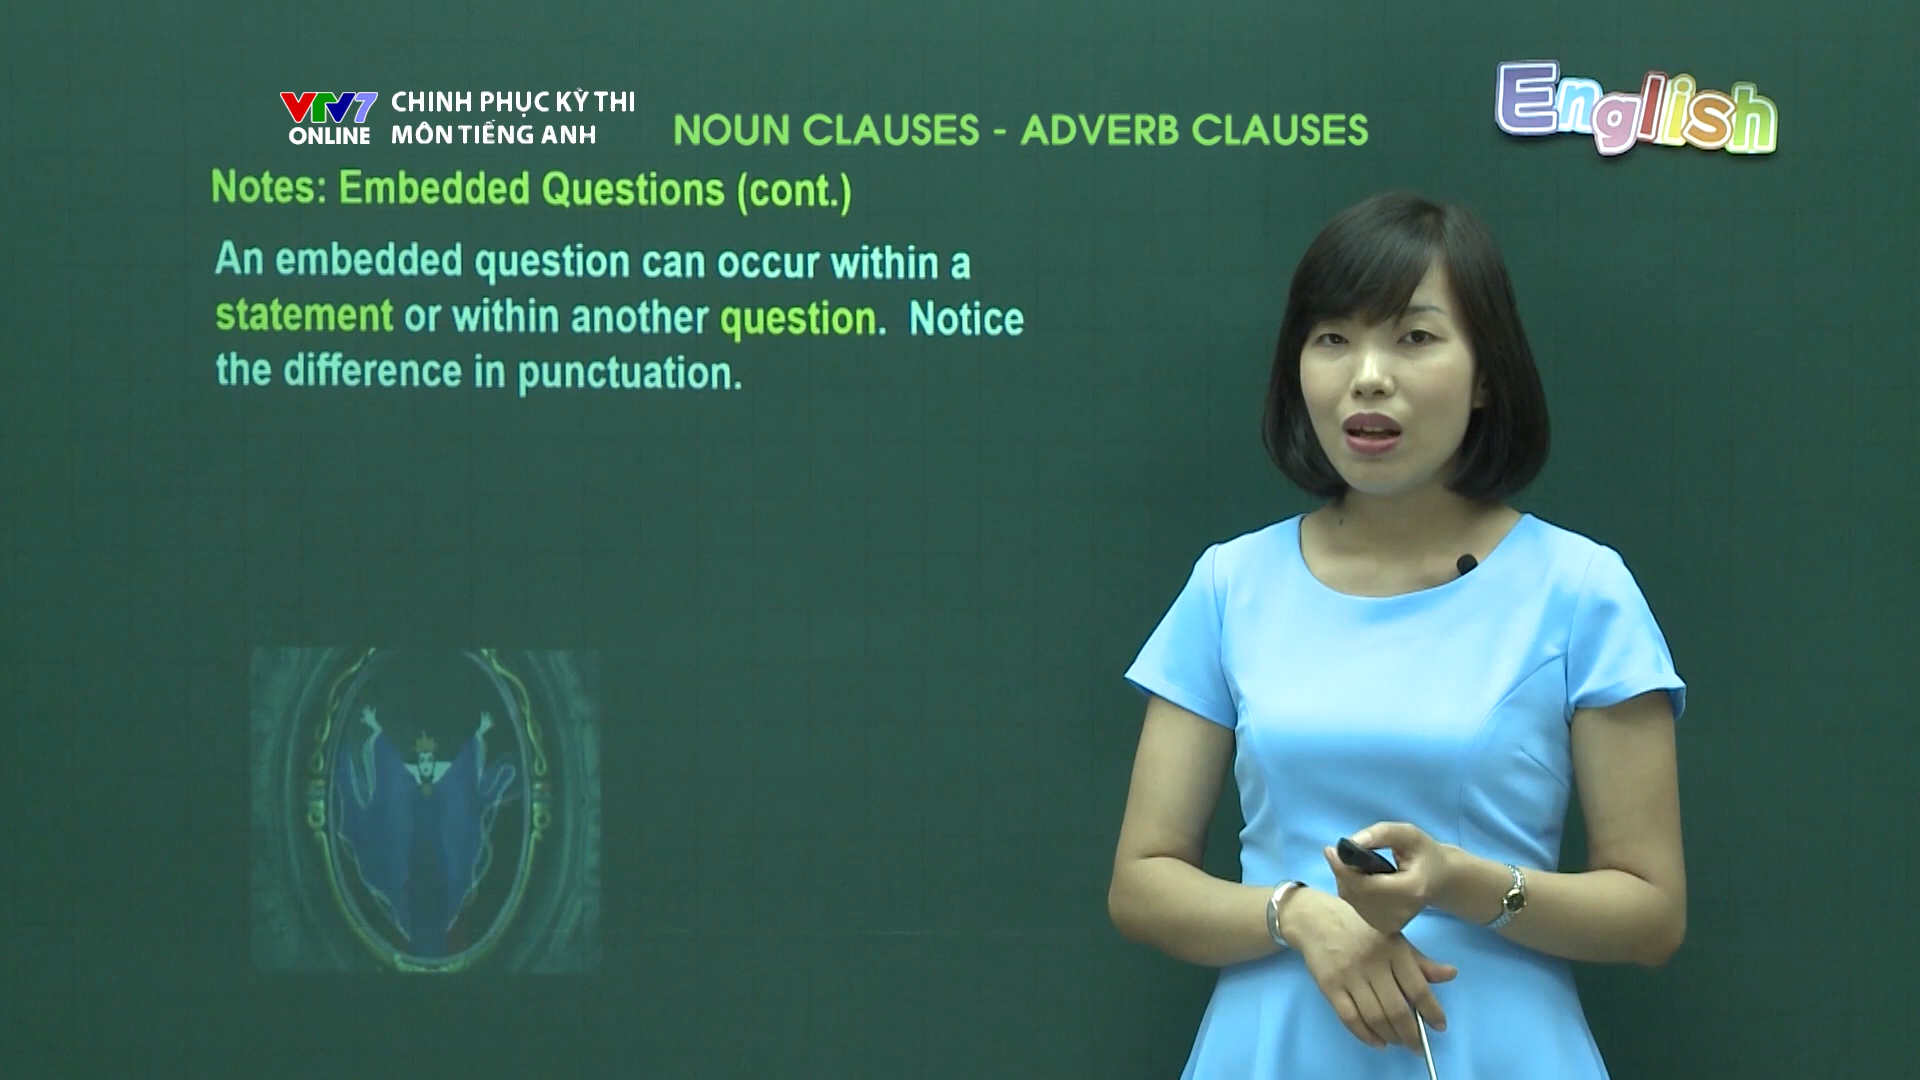 VTV7
ONLINE
CHINH PHỤC KỲ THI
MÔN TIẾNG ANH
NOUN CLAUSES - ADVERB CLAUSES
English
Notes: Embedded Questions (cont.)
An embedded question can occur within a
statement or within another question. Notice
the difference in punctuation.